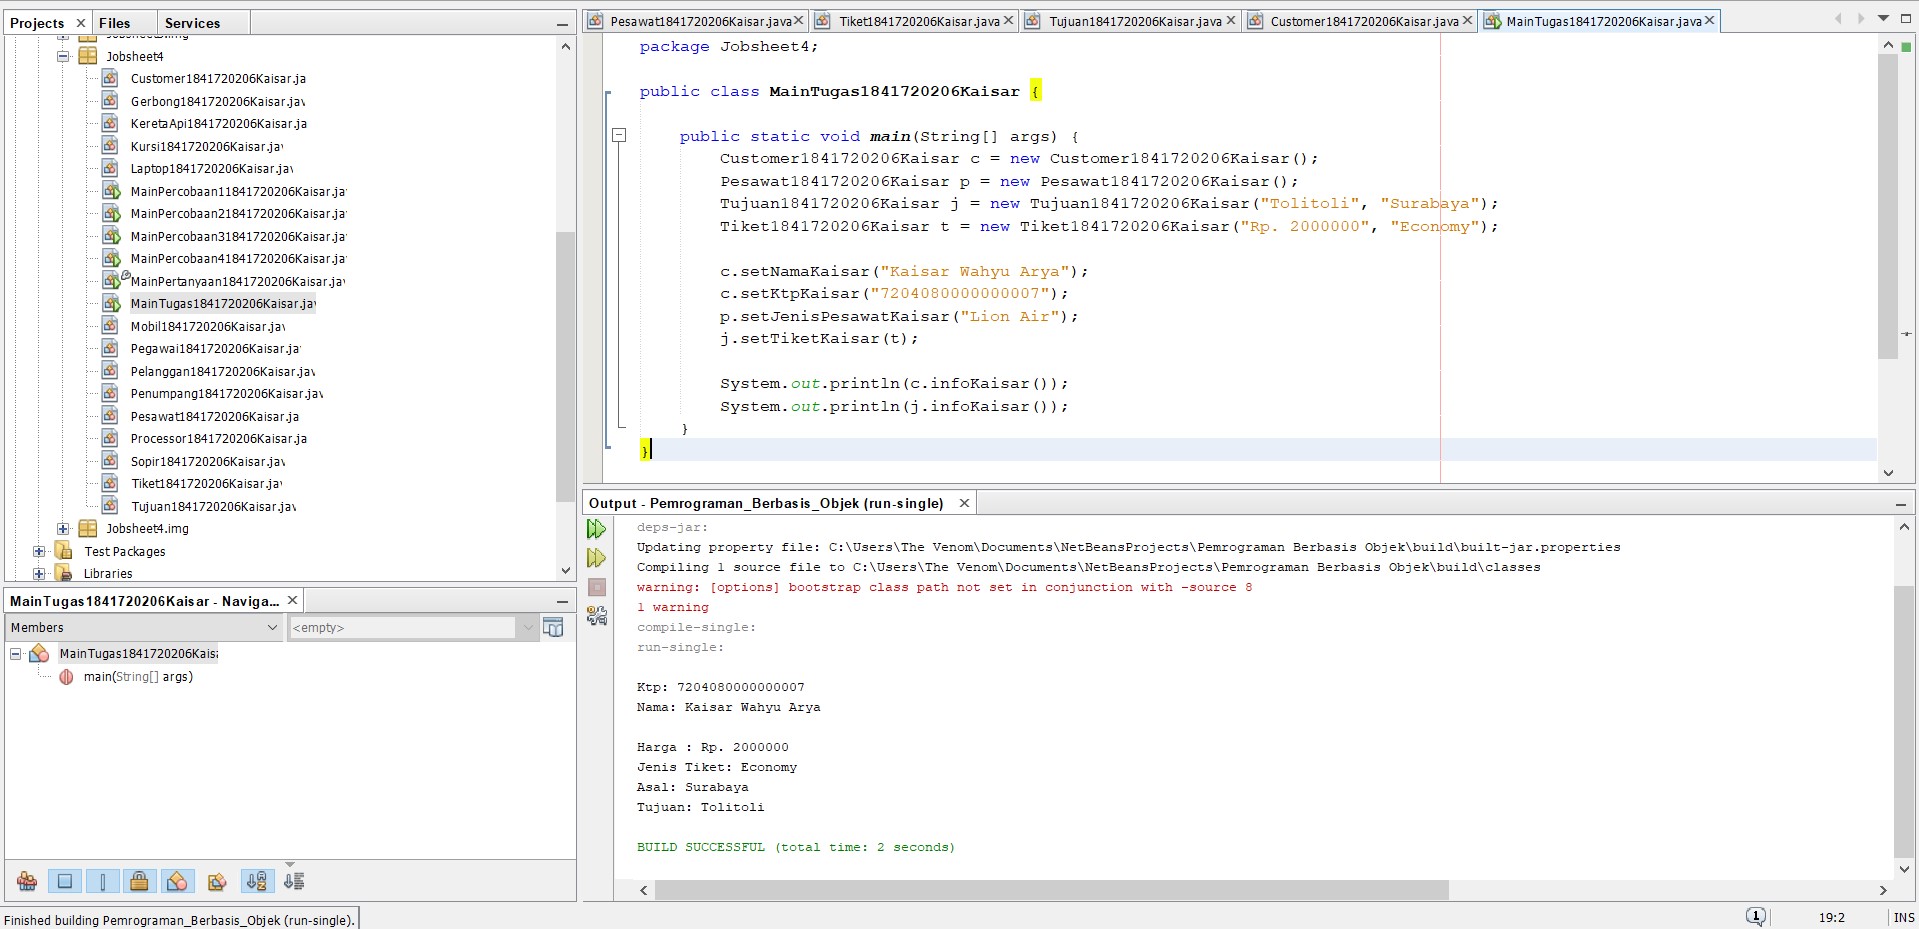 Projects
Files
Services
Jobsheet4
Customer1841720206Kaisar.ja
Gerbong1841720206Kaisar.jav
KeretaApi1841720206Kaisar.ja
Kursi1841720206Kaisar.jav
Laptop1841720206Kaisar.jav
MainPercobaan11841720206Kaisar.jav
MainPercobaan21841720206Kaisar.jav
MainPercobaan31841720206Kaisar.jav
MainPercobaan41841720206Kaisar.jav
MainPertanyaan1841720206Kaisar.jav
MainTugas1841720206Kaisar.jav
Mobil1841720206Kaisar.jav
Pegawai1841720206Kaisar.jav
Pelanggan1841720206Kaisar.jav
Penumpang1841720206Kaisar.jav
Pesawat1841720206Kaisar.ja
Processor1841720206Kaisar.ja
Sopir1841720206Kaisar.jav
Tiket1841720206Kaisar.jav
Tujuan1841720206Kaisar.jav
Jobsheet4.img
Test Packages
Libraries
MainTugas1841720206Kaisar - Naviga...
Members
<empty>
MainTugas1841720206Kaisa
main(String[] args)
Pesawat1841720206Kaisar.java
Tiket1841720206Kaisar.java
Tujuan1841720206Kaisar.java
Customer1841720206Kaisar.java
MainTugas1841720206Kaisar.java
package Jobsheet4;
public class MainTugas1841720206Kaisar {
public static void main(String[] args) {
Customer1841720206Kaisar c = new Customer1841720206Kaisar();
Pesawat1841720206Kaisar p = new Pesawat1841720206Kaisar();
Tujuan1841720206Kaisar j = new Tujuan1841720206Kaisar("Tolitoli", "Surabaya");
Tiket1841720206Kaisar t = new Tiket1841720206Kaisar("Rp. 2000000", "Economy");
c.setNamaKaisar("Kaisar Wahyu Arya");
c.setKtpKaisar("7204080000000007");
p.setJenisPesawatKaisar("Lion Air");
j.setTiketKaisar(t);
System.out.println(c.infoKaisar());
System.out.println(j.infoKaisar());
}
}
Output - Pemrograman_Berbasis_Objek (run-single)
deps-jar:
Updating property file: C:\Users\The Venom\Documents\NetBeansProjects\Pemrograman Berbasis Objek\build\built-jar.properties
Compiling 1 source file to C:\Users\The Venom\Documents\NetBeansProjects\Pemrograman Berbasis Objek\build\classes
warning: [options] bootstrap class path not set in conjunction with -source 8
1 warning
compile-single:
run-single:
Ktp: 7204080000000007
Nama: Kaisar Wahyu Arya
Harga : Rp. 2000000
Jenis Tiket: Economy
Asal: Surabaya
Tujuan: Tolitoli
BUILD SUCCESSFUL (total time: 2 seconds)
Finished building Pemrograman_Berbasis_Objek (run-single).
1
19:2
INS